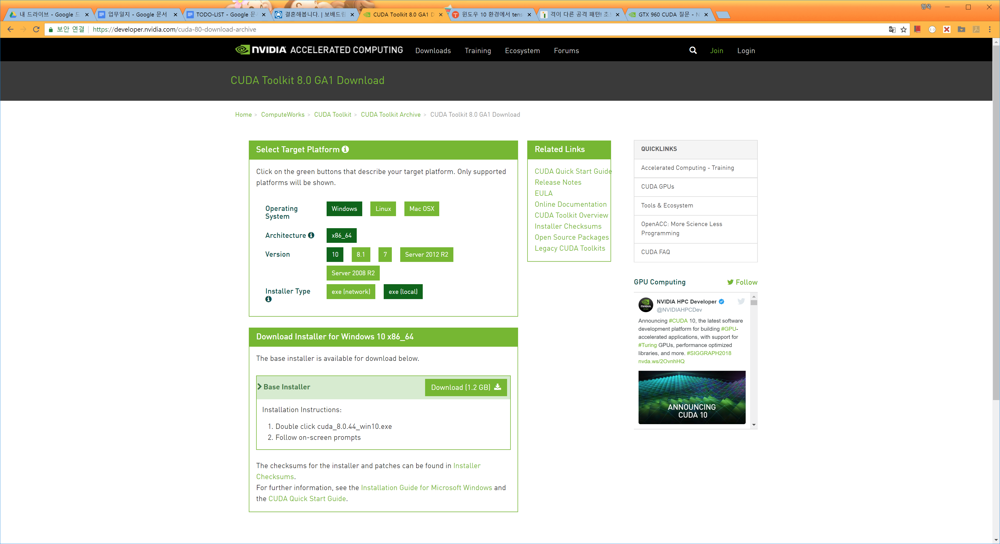 형욱
내 드라이브 - Google 드
업무일지 - Google 문서
TODO-LIST - Google 문
결혼해봅니다. | 보배드림
CUDA Toolkit 8.0 GA1 D
윈도우 10 환경에서 tens
격이 다른 공격 패턴! 초보
GTX 960 CUDA 질문 - N
보안 연결 https://developer.nvidia.com/cuda-80-download-archive
NVIDIA ACCELERATED COMPUTING Downloads Training Ecosystem Forums Join Login
CUDA Toolkit 8.0 GA1 Download
Home > ComputeWorks > CUDA Toolkit > CUDA Toolkit Archive > CUDA Toolkit 8.0 GA1 Download
Select Target Platform
Click on the green buttons that describe your target platform. Only supported
platforms will be shown.
Operating
System
Windows Linux Mac OSX
Architecture x86_64
Version 10 8.1 7 Server 2012 R2
Server 2008 R2
Installer Type exe (network) exe (local)
Download Installer for Windows 10 x86_64
The base installer is available for download below.
Base Installer Download (1.2 GB)
Installation Instructions:
1. Double click cuda_8.0.44_win10.exe
2. Follow on-screen prompts
The checksums for the installer and patches can be found in Installer
Checksums.
For further information, see the Installation Guide for Microsoft Windows and
the CUDA Quick Start Guide.
Related Links
CUDA Quick Start Guide
Release Notes
EULA
Online Documentation
CUDA Toolkit Overview
Installer Checksums
Open Source Packages
Legacy CUDA Toolkits
QUICKLINKS
Accelerated Computing - Training
CUDA GPUs
Tools & Ecosystem
OpenACC: More Science Less
Programming
CUDA FAQ
GPU Computing Follow
NVIDIA HPC Developer
@NVIDIAHPCDev
Announcing #CUDA 10, the latest software
development platform for building #GPU-
accelerated applications, with support for
#Turing GPUs, performance optimized
libraries, and more. #SIGGRAPH2018
nvda.ws/2OvnhHQ
ANNOUNCING
CUDA 10